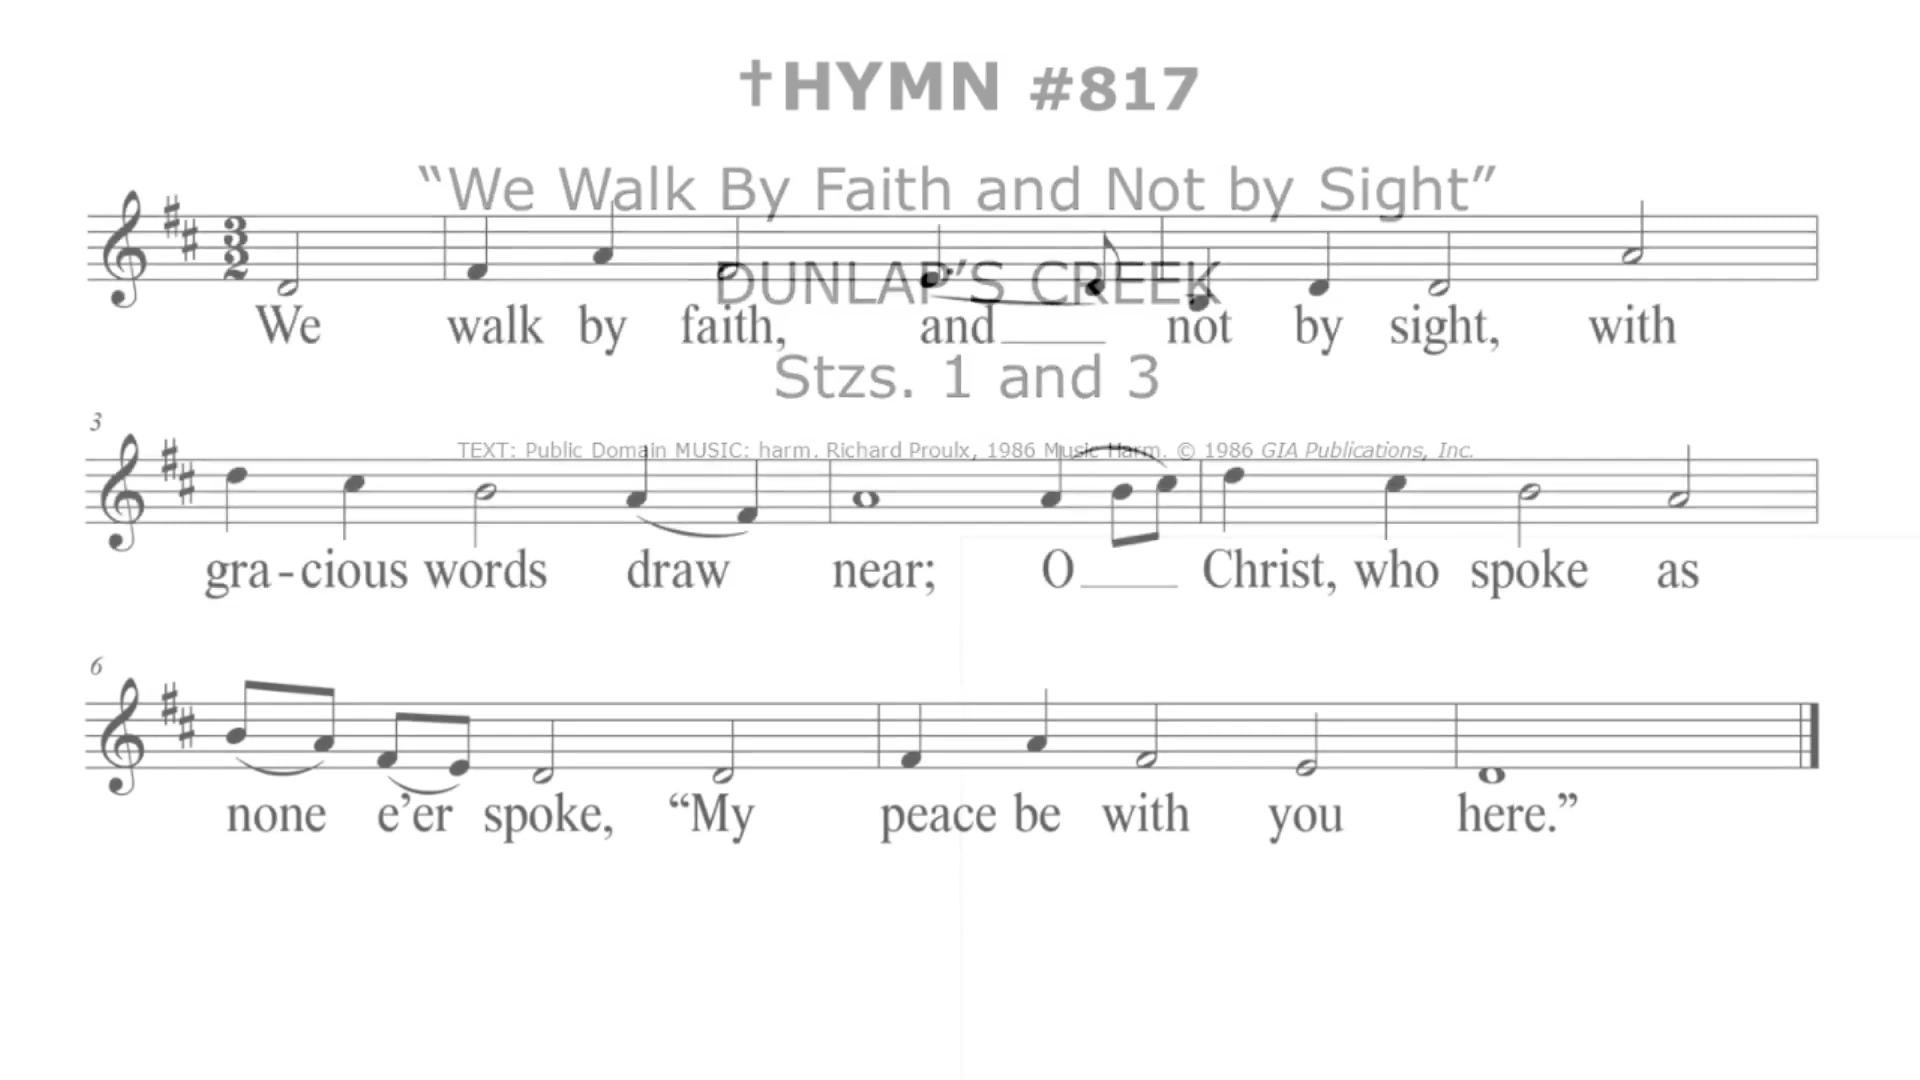 †HYMN #817
“We Walk By Faith and Not by Sight”
DUNLAP’S CREEK
We walk by faith, and____ not by sight, with
Stzs. 1 and 3
3
TEXT: Public Domain MUSIC: harm. Richard Proulx, 1986 Music Harm. © 1986 GIA Publications, Inc.
gra-cious words draw near; O____ Christ, who spoke as
6
none e’er spoke, “My peace be with you here.”